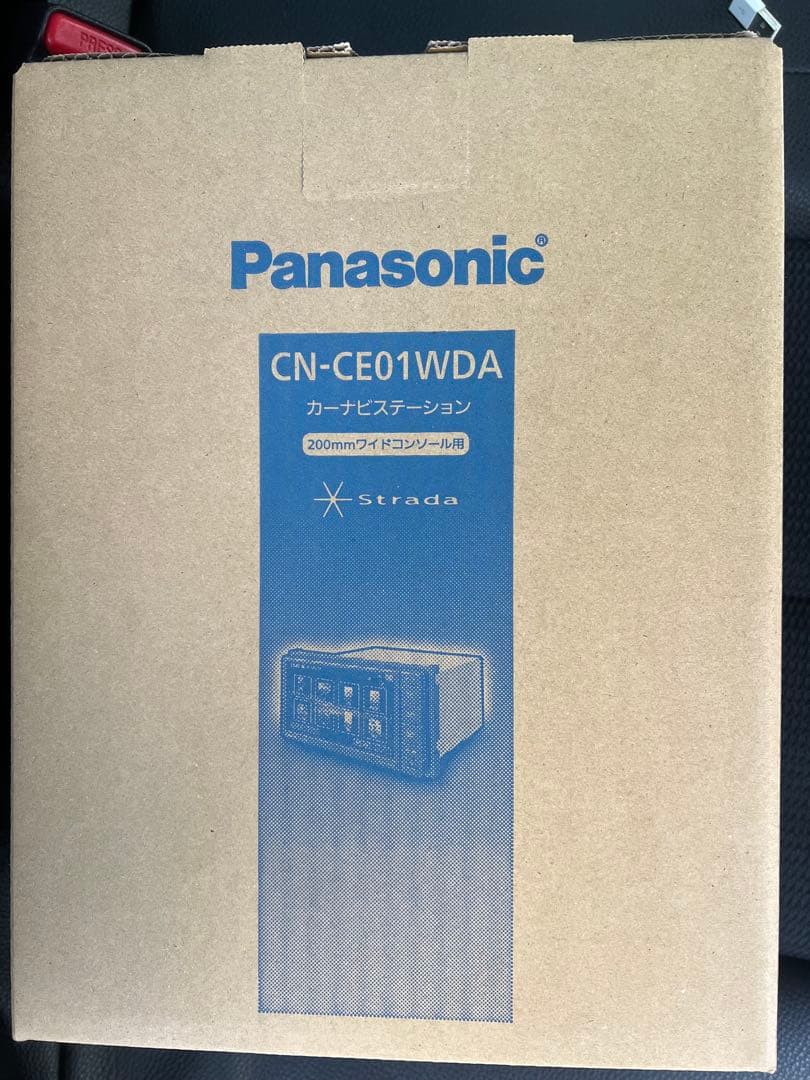 PRESS
Panasonic®
CN-CE01WDA
カーナビステーション
200mmワイドコンソール用
Strada